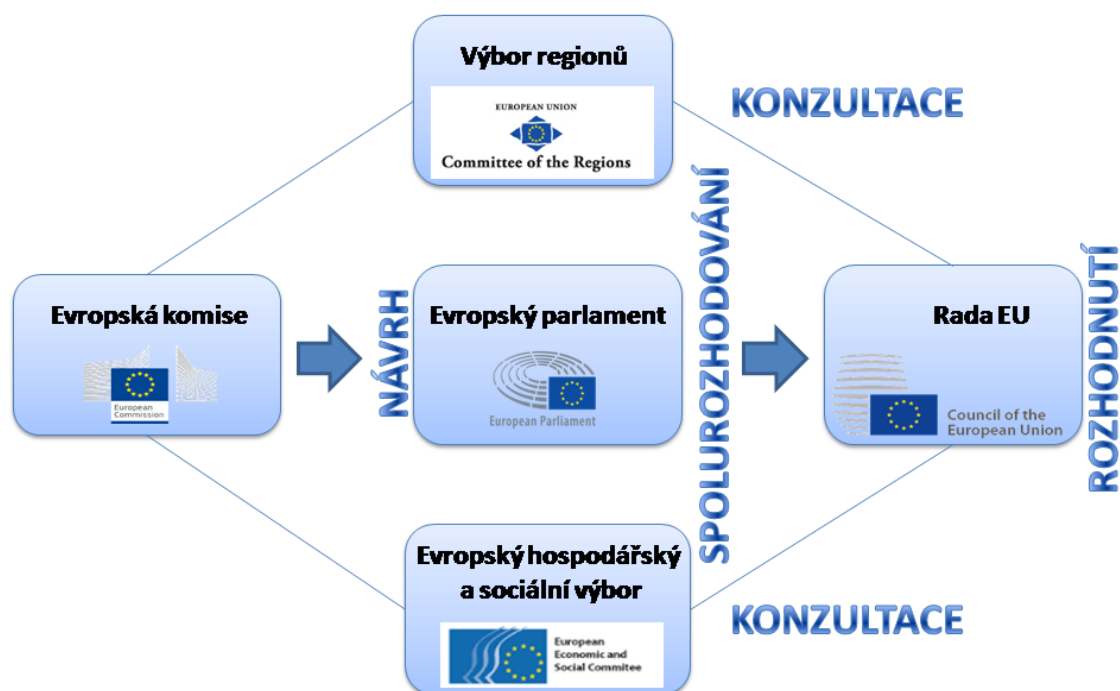 Výbor regionů
EUROPEAN UNION
Committee of the Regions
KONZULTACE
Evropská komise
European
Commission
NÁVRH
Evropský parlament
European Parliament
SPOLUROZHODOVÁNÍ
Rada EU
Council of the
European Union
ROZHODNUTÍ
Evropský hospodářský
a sociální výbor
European
Economic and
Social Commitee
KONZULTACE